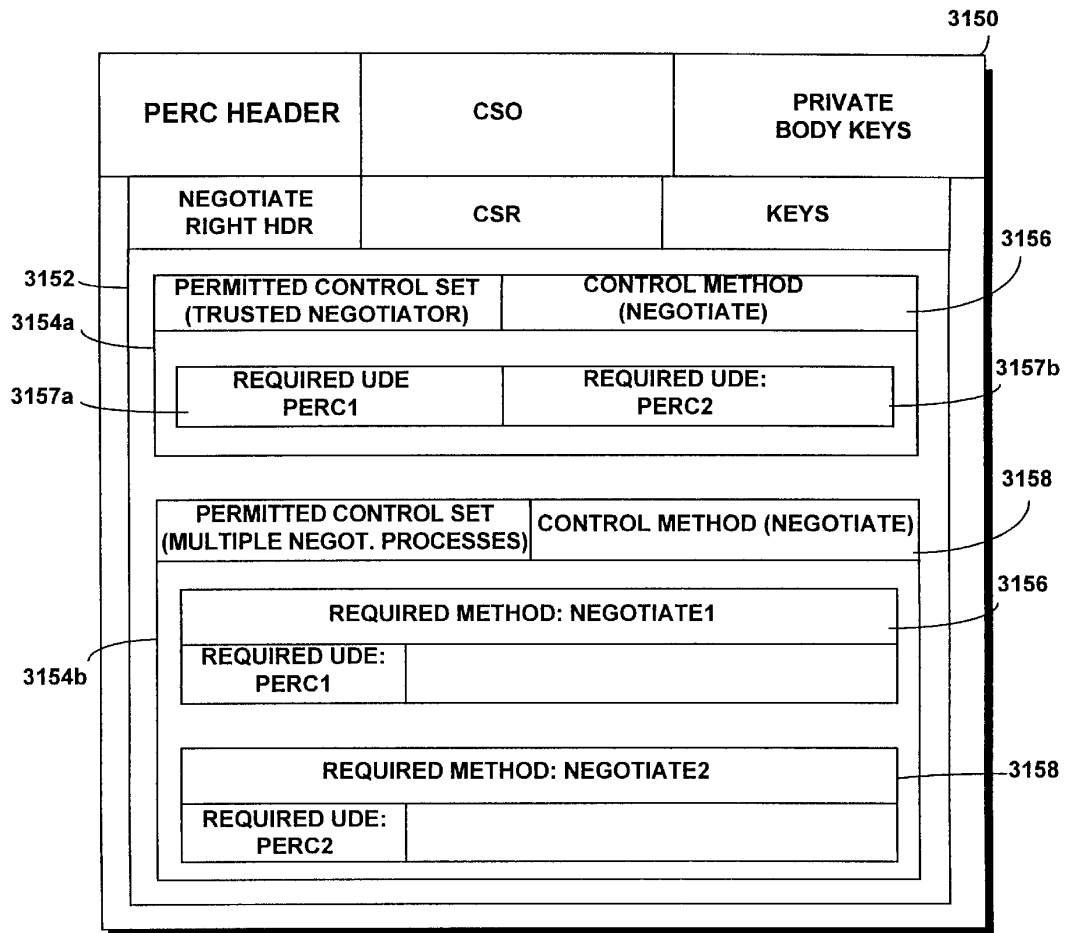 3150
PERC HEADER
CSO
PRIVATE
BODY KEYS
NEGOTIATE
RIGHT HDR
CSR
KEYS
3152
3154a
3156
PERMITTED CONTROL SET
(TRUSTED NEGOTIATOR)
CONTROL METHOD
(NEGOTIATE)
3157a
REQUIRED UDE
PERC1
REQUIRED UDE:
PERC2
3157b
3158
PERMITTED CONTROL SET
(MULTIPLE NEGOT. PROCESSES)
CONTROL METHOD (NEGOTIATE)
3156
REQUIRED METHOD: NEGOTIATE1
3154b
REQUIRED UDE:
PERC1
REQUIRED METHOD: NEGOTIATE2
3158
REQUIRED UDE:
PERC2